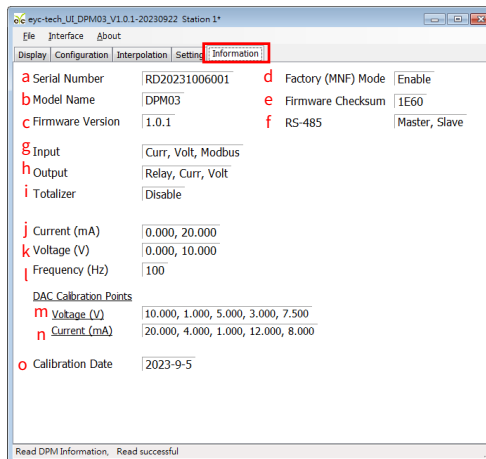 eyc-tech_UI_DPM03_V1.0.1-20230922 Station 1*
File Interface About
Display Configuration Interpolation Setting Information
a Serial Number RD20231006001 d Factory (MNF) Mode Enable
b Model Name DPM03 e Firmware Checksum 1E60
c Firmware Version 1.0.1 f RS-485 Master, Slave
g Input Curr, Volt, Modbus
h Output Relay, Curr, Volt
i Totalizer Disable
j Current (mA) 0.000, 20.000
k Voltage (V) 0.000, 10.000
l Frequency (Hz) 100
DAC Calibration Points
m Voltage (V) 10.000, 1.000, 5.000, 3.000, 7.500
n Current (mA) 20.000, 4.000, 1.000, 12.000, 8.000
o Calibration Date 2023-9-5
Read DPM Information, Read successful